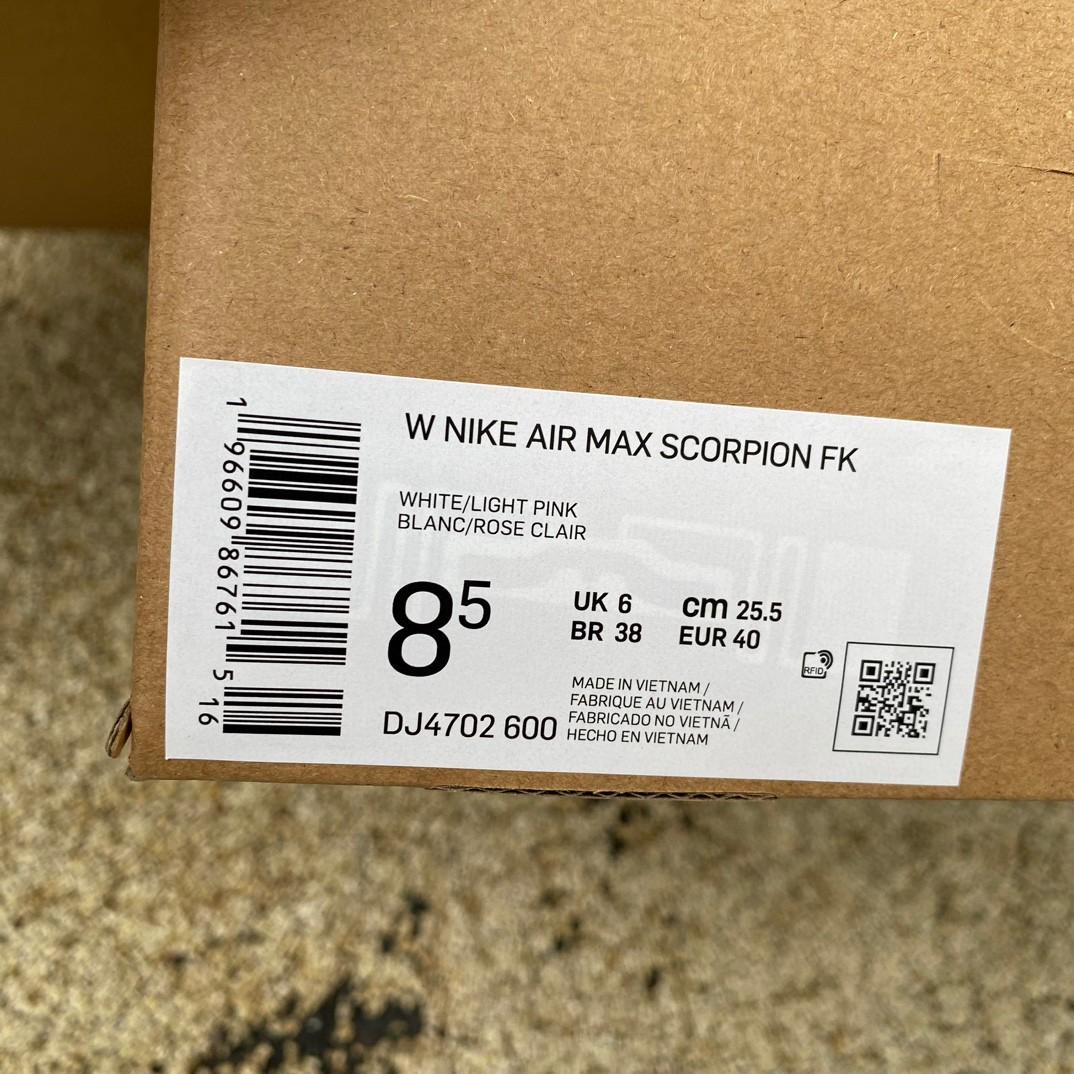 W NIKE AIR MAX SCORPION FK
WHITE/LIGHT PINK
BLANC/ROSE CLAIR
8⁵
UK 6
cm 25.5
BR 38
EUR 40
DJ4702 600
MADE IN VIETNAM /
FABRIQUE AU VIETNAM /
FABRICADO NO VIETNÃ /
HECHO EN VIETNAM
RFID
1 96609 86761 5 16